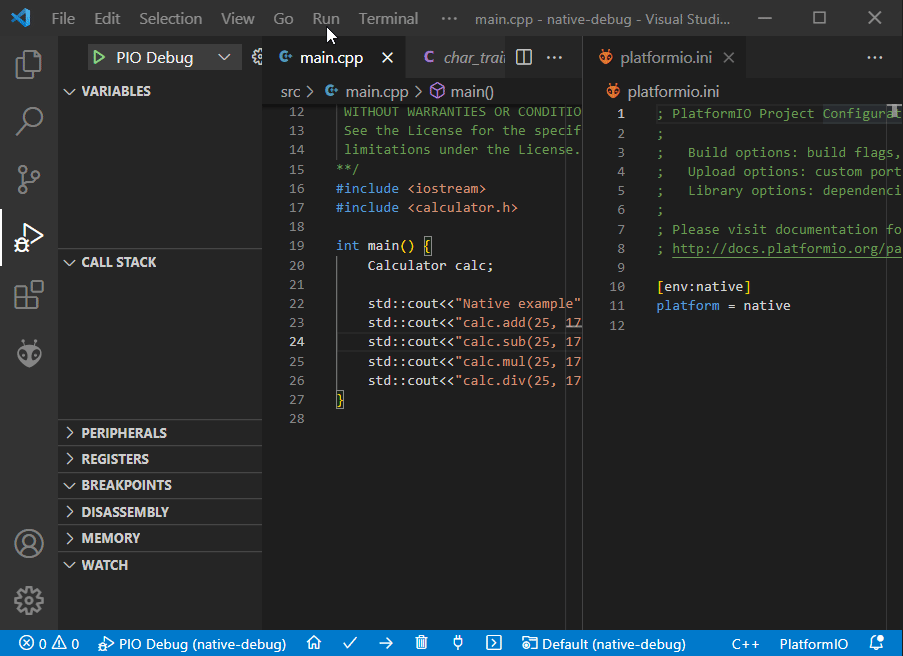 File Edit Selection View Go Run Terminal ··· main.cpp - native-debug - Visual Studi...
PIO Debug
VARIABLES
CALL STACK
PERIPHERALS
REGISTERS
BREAKPOINTS
DISASSEMBLY
MEMORY
WATCH
main.cpp
C char_trai
···
src > main.cpp > main()
12 WITHOUT WARRANTIES OR CONDITIO
13 See the License for the specif
14 limitations under the License.
15 **/
16 #include <iostream>
17 #include <calculator.h>
18
19 int main() {
20 Calculator calc;
21
22 std::cout<<"Native example"
23 std::cout<<"calc.add(25, 17
24 std::cout<<"calc.sub(25, 17
25 std::cout<<"calc.mul(25, 17
26 std::cout<<"calc.div(25, 17
27 }
28
platformio.ini
···
platformio.ini
1 ; PlatformIO Project Configurat
2 ;
3 ; Build options: build flags,
4 ; Upload options: custom port
5 ; Library options: dependenci
6 ;
7 ; Please visit documentation fo
8 ; http://docs.platformio.org/pa
9
10 [env:native]
11 platform = native
12
0 0 PIO Debug (native-debug) Default (native-debug) C++ PlatformIO